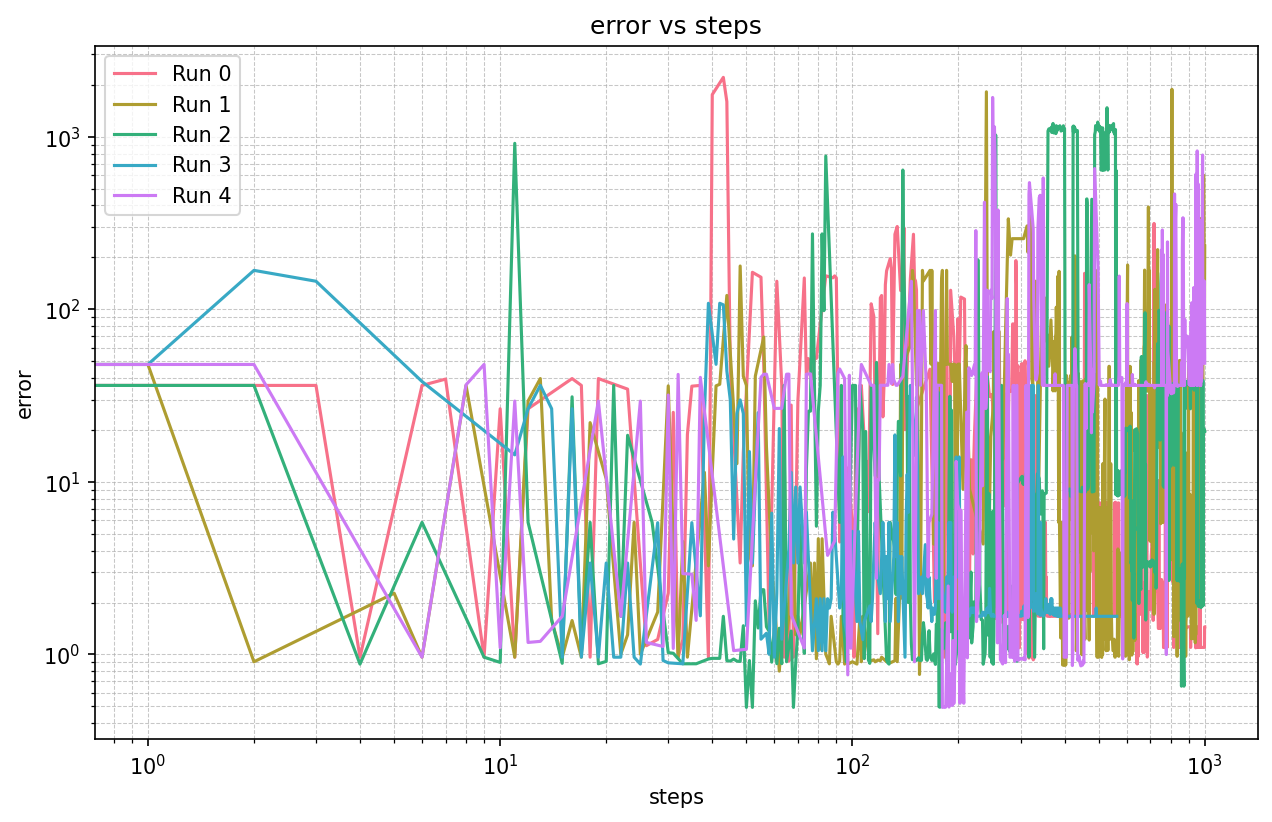 error vs steps
Run 0
Run 1
Run 2
Run 3
Run 4
10³
10²
10¹
10⁰
error
10⁰ 10¹ 10² 10³
steps